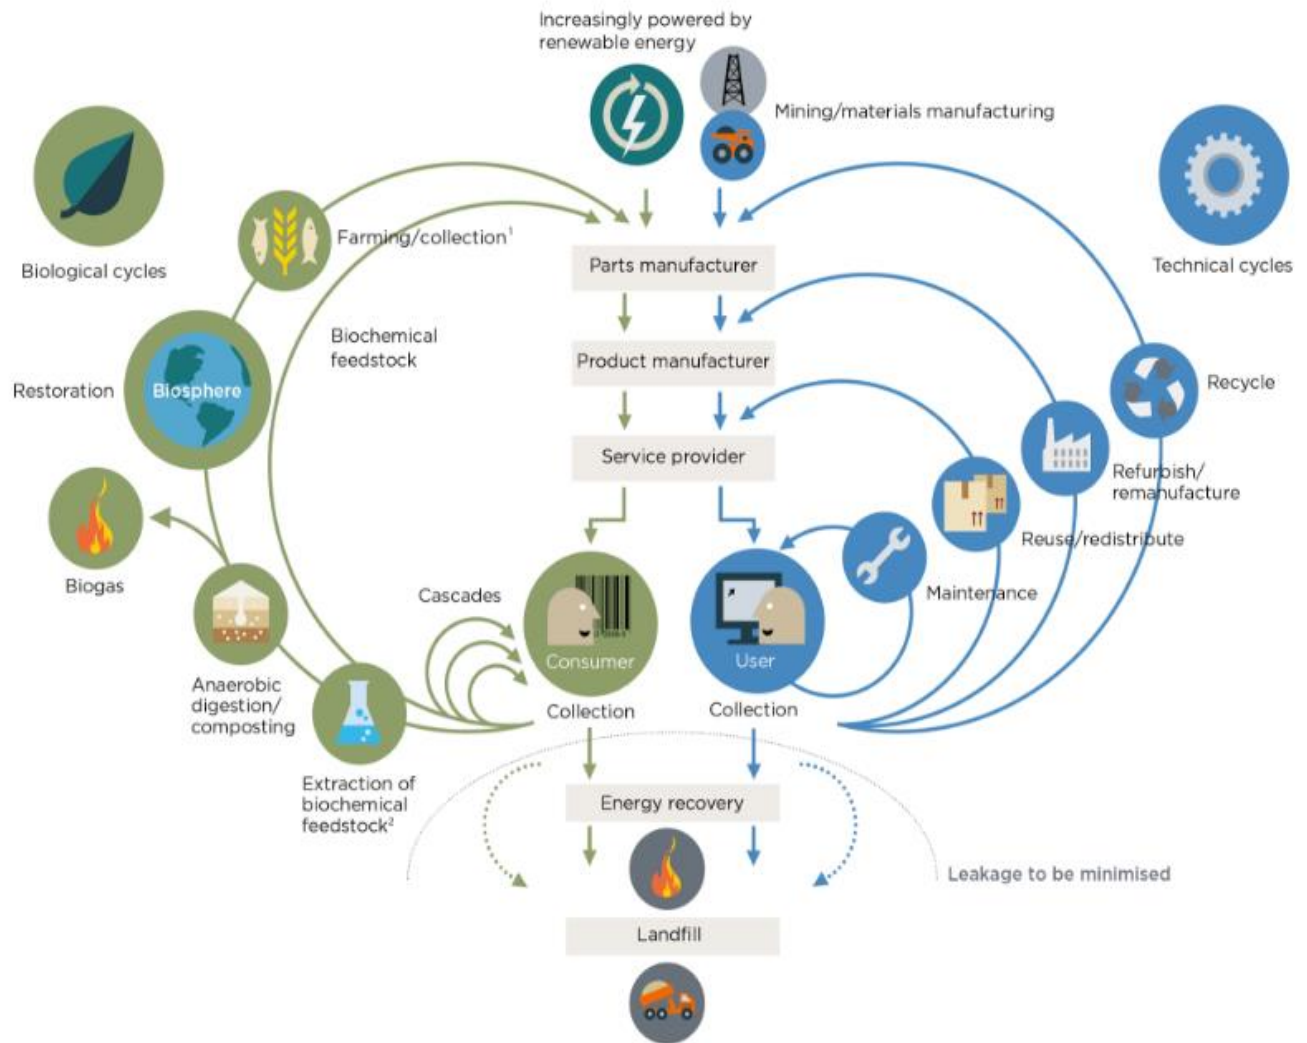 Increasingly powered by
renewable energy
Mining/materials manufacturing
Biological cycles
Technical cycles
Farming/collection¹
Parts manufacturer
Biochemical
feedstock
Product manufacturer
Restoration
Biosphere
Recycle
Service provider
Refurbish/
remanufacture
Reuse/redistribute
Biogas
Cascades
Maintenance
Consumer
User
Anaerobic
digestion/
composting
Collection
Collection
Extraction of
biochemical
feedstock²
Energy recovery
Leakage to be minimised
Landfill